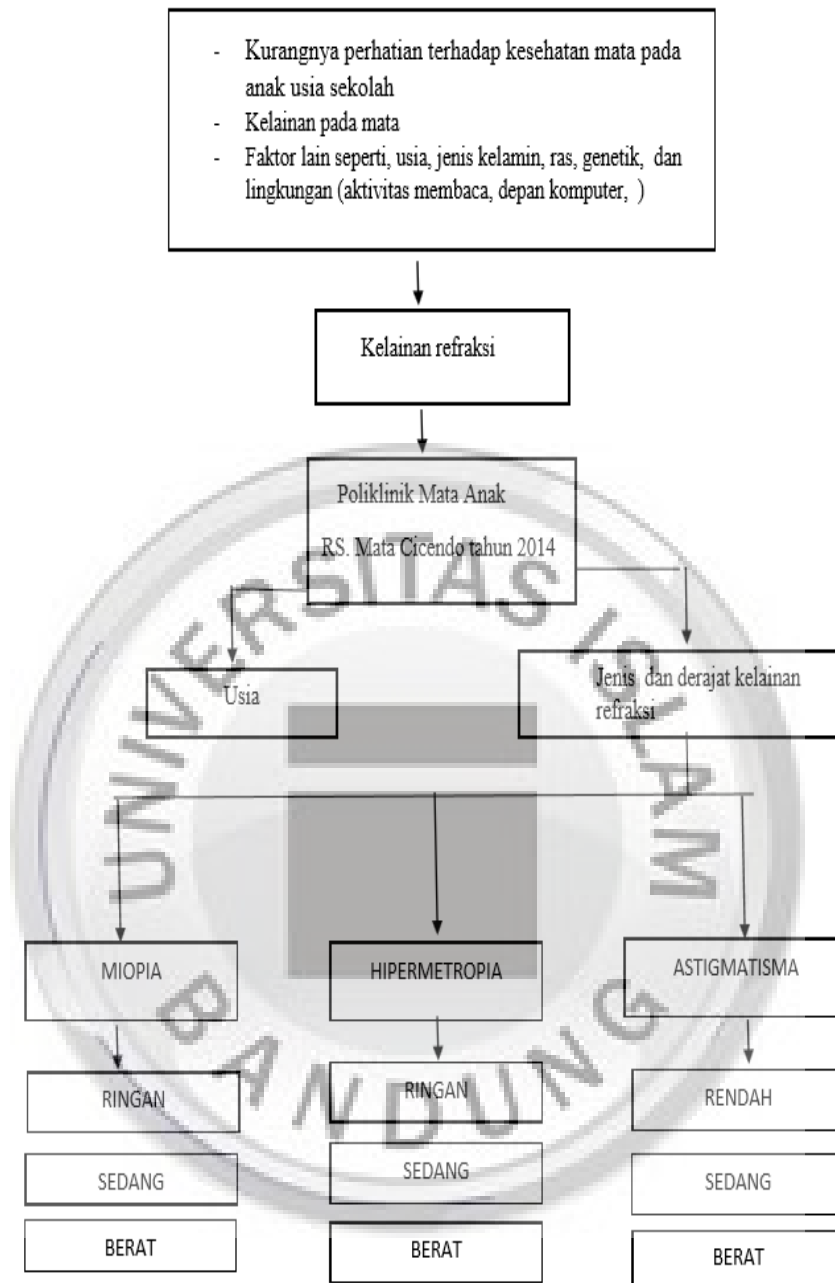 - Kurangnya perhatian terhadap kesehatan mata pada
anak usia sekolah
- Kelainan pada mata
- Faktor lain seperti, usia, jenis kelamin, ras, genetik, dan
lingkungan (aktivitas membaca, depan komputer, )
Kelainan refraksi
Poliklinik Mata Anak
RS. Mata Cicendo tahun 2014
UNIVERSITAS ISLAM
Usia
Jenis dan derajat kelainan
refraksi
MIOPIA
HIPERMETROPIA
ASTIGMATISMA
RINGAN
RINGAN
RENDAH
SEDANG
SEDANG
SEDANG
BERAT
BERAT
BERAT
BANDUNG